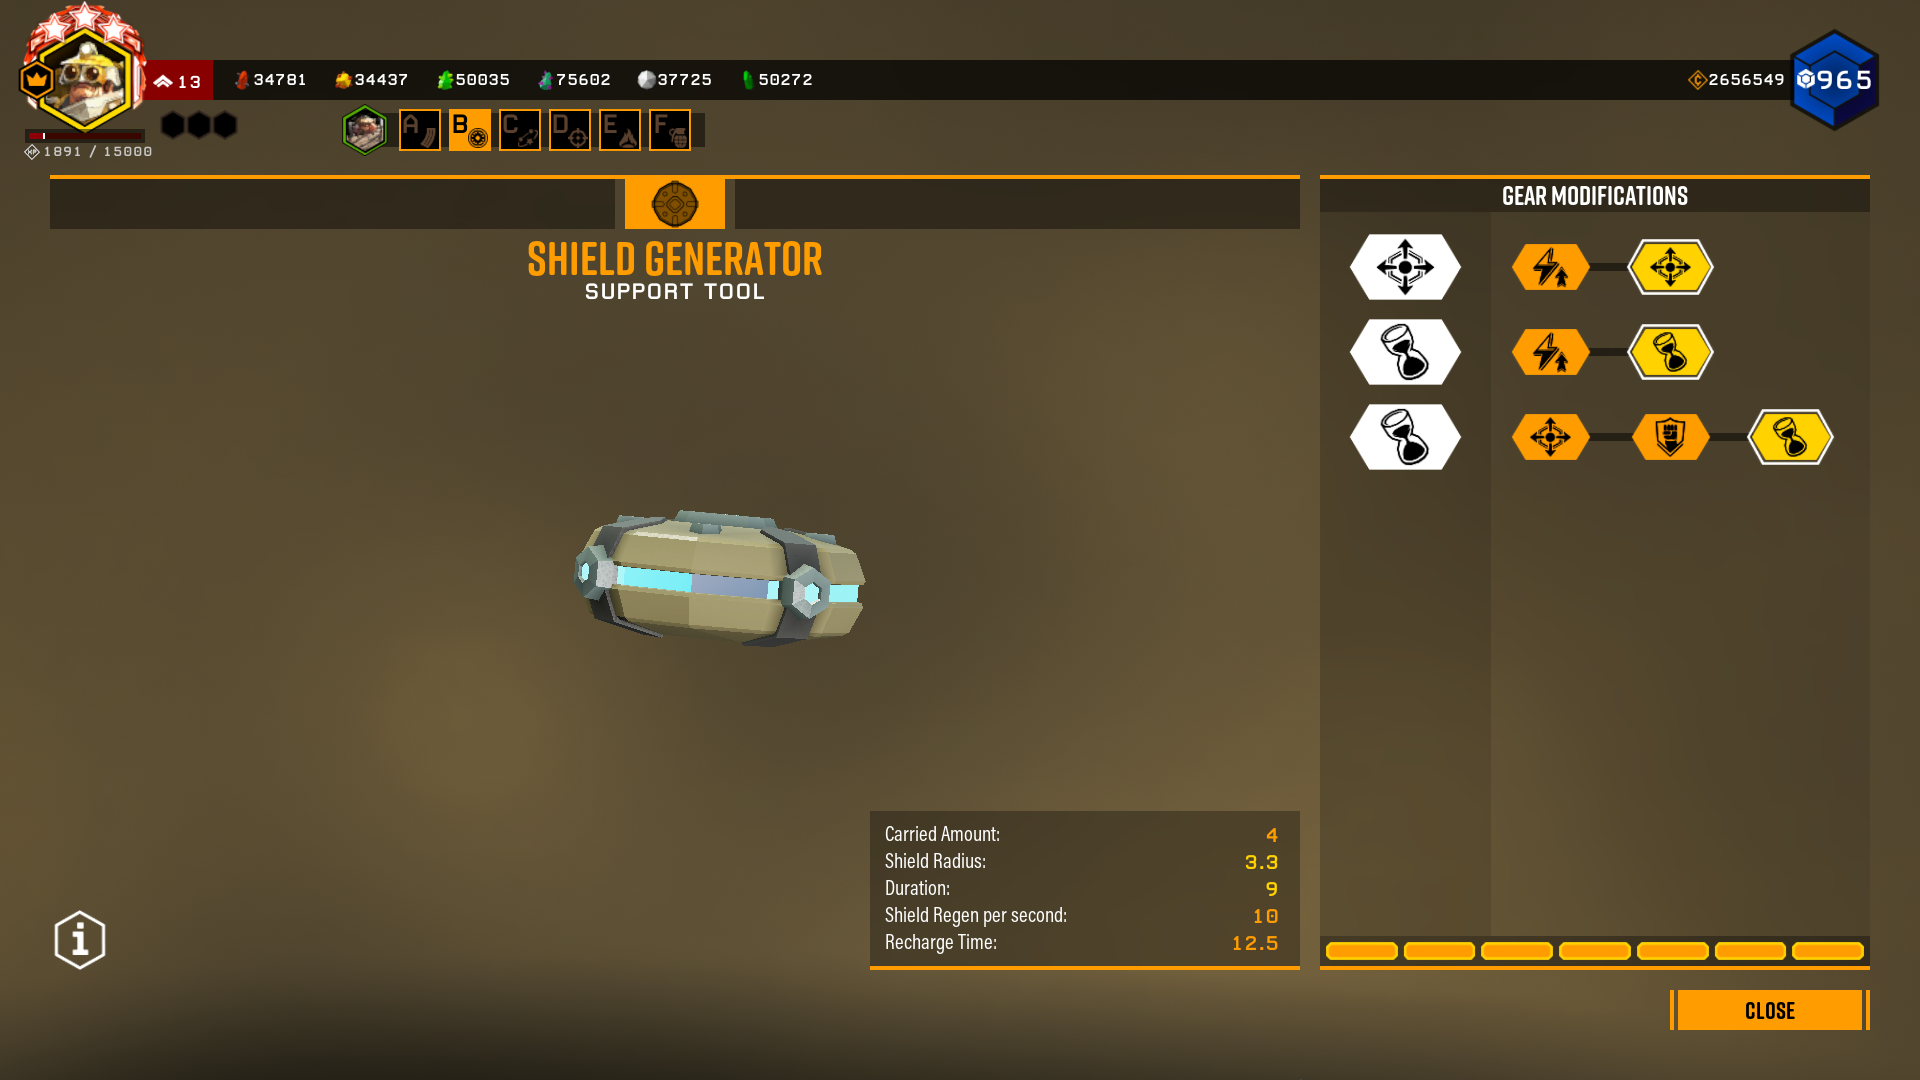 13
34781
34437
50035
75602
37725
50272
2656549
965
1891 / 15000
A
B
C
D
E
F
GEAR MODIFICATIONS
SHIELD GENERATOR
SUPPORT TOOL
Carried Amount: 4
Shield Radius: 3.3
Duration: 9
Shield Regen per second: 10
Recharge Time: 12.5
CLOSE